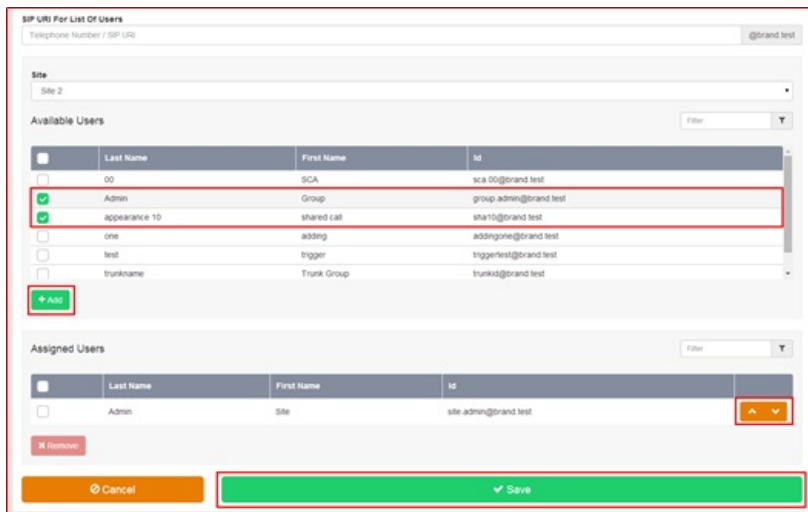 SIP URI For List Of Users
Telephone Number / SIP URI @brand.test
Site
Site 2
Available Users Filter
Last Name First Name Id
00 SCA sca.00@brand.test
Admin Group group.admin@brand.test
appearance 10 shared call sha10@brand.test
one adding addingone@brand.test
test trigger triggertest@brand.test
trunkname Trunk Group trunkid@brand.test
+ Add
Assigned Users Filter
Last Name First Name Id
Admin Site site.admin@brand.test
Remove
Cancel Save